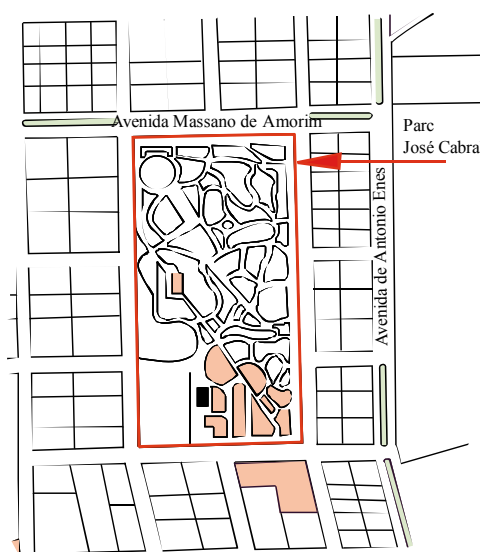 Avenida Massano de Amorim
Parc
José Cabra
Avenida de Antonio Enes